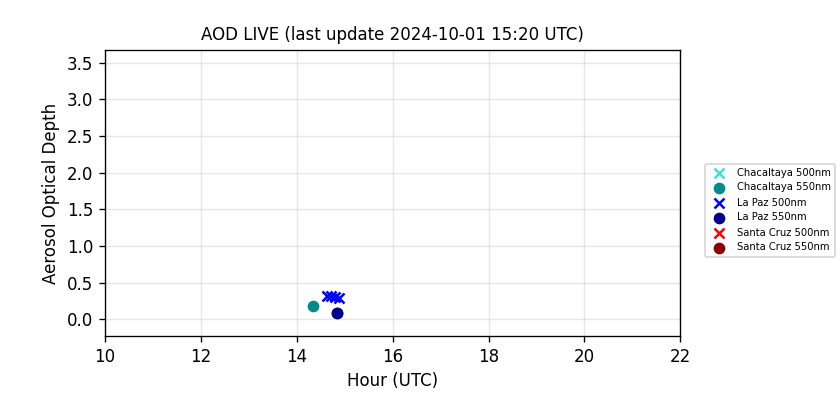 AOD LIVE (last update 2024-10-01 15:20 UTC)
Aerosol Optical Depth
3.5
3.0
2.5
2.0
1.5
1.0
0.5
0.0
10 12 14 16 18 20 22
Hour (UTC)
Chacaltaya 500nm
Chacaltaya 550nm
La Paz 500nm
La Paz 550nm
Santa Cruz 500nm
Santa Cruz 550nm